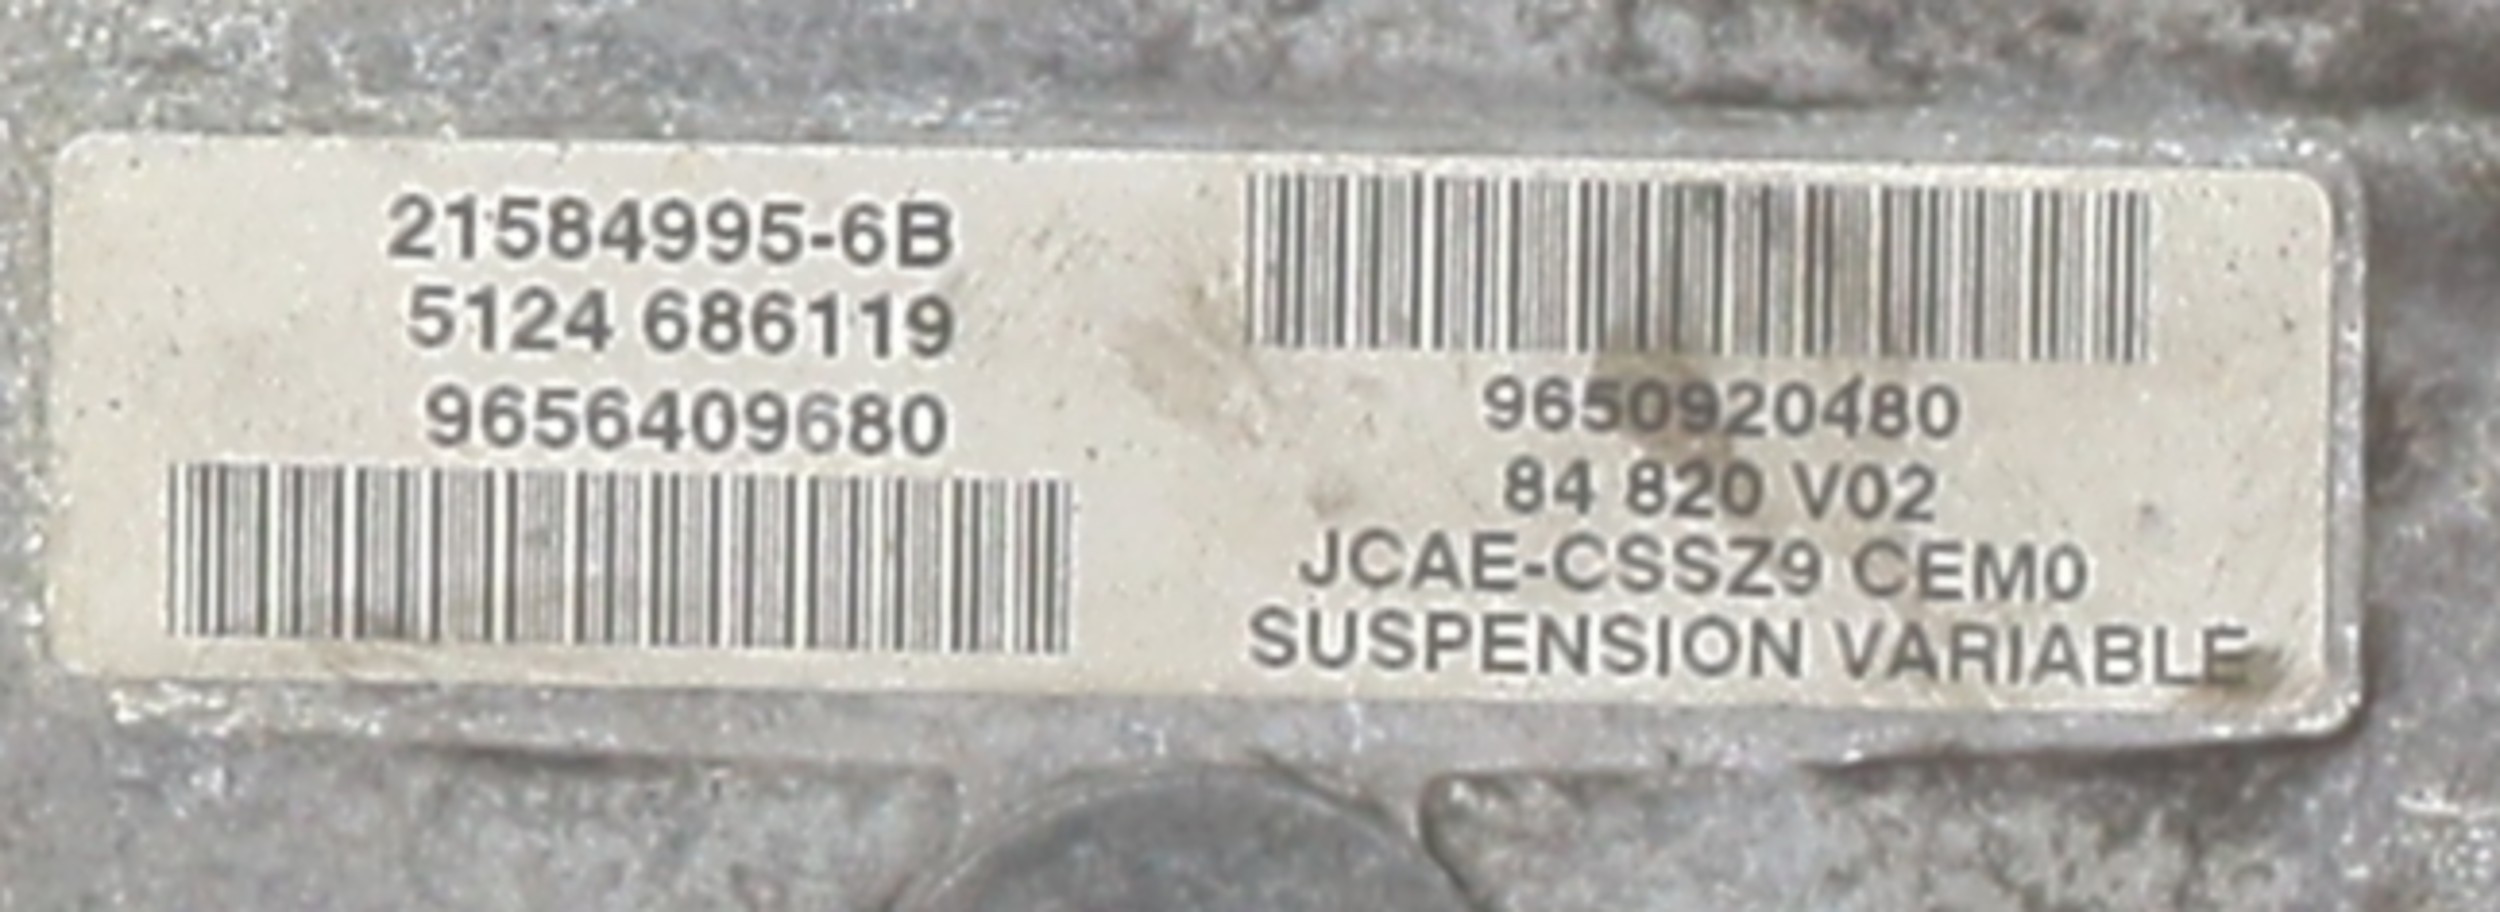 21584995-6B
5124 686119
9656409680
9650920480
84 820 V02
JCAE-CSSZ9 CEM0
SUSPENSION VARIABLE